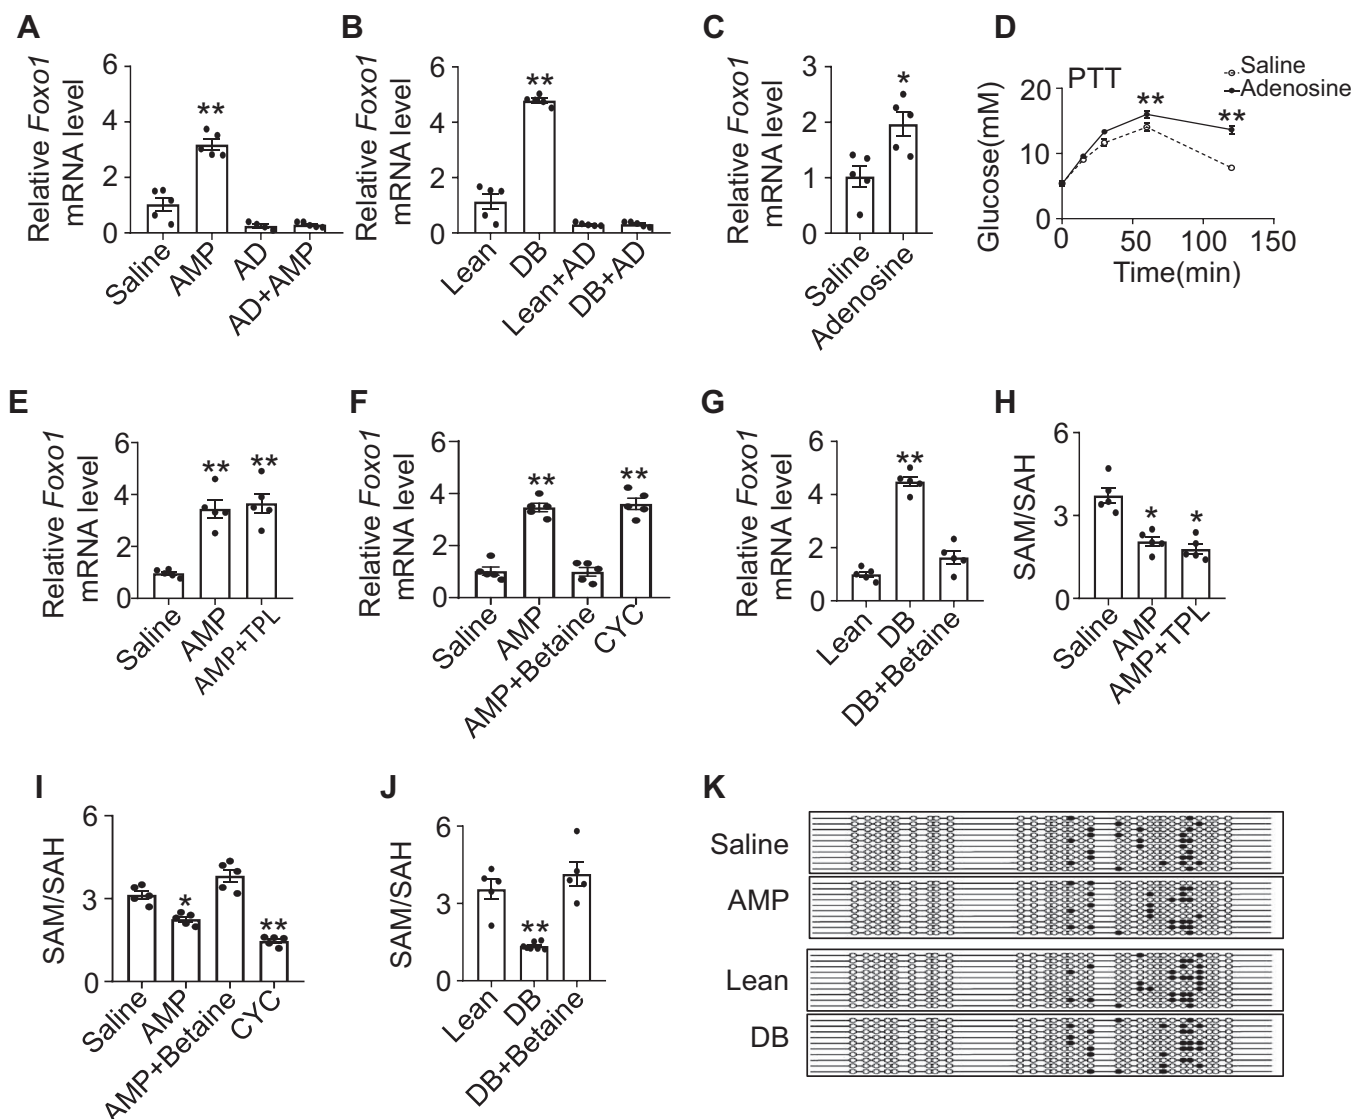 A
Relative Foxo1
mRNA level
6
4
2
0
**
Saline
AMP
AD
AD+AMP
B
Relative Foxo1
mRNA level
6
4
2
0
**
Lean
DB
Lean+AD
DB+AD
C
Relative Foxo1
mRNA level
3
2
1
0
*
Saline
Adenosine
D
PTT
Saline
Adenosine
Glucose(mM)
20
10
0
**
**
0 50 100 150
Time(min)
E
Relative Foxo1
mRNA level
6
4
2
0
**
**
Saline
AMP
AMP+TPL
F
Relative Foxo1
mRNA level
6
4
2
0
**
**
Saline
AMP
AMP+Betaine
CYC
G
Relative Foxo1
mRNA level
6
4
2
0
**
Lean
DB
DB+Betaine
H
SAM/SAH
6
3
0
*
*
Saline
AMP
AMP+TPL
I
SAM/SAH
6
3
0
*
**
Saline
AMP
AMP+Betaine
CYC
J
SAM/SAH
6
3
0
**
Lean
DB
DB+Betaine
K
Saline
AMP
Lean
DB